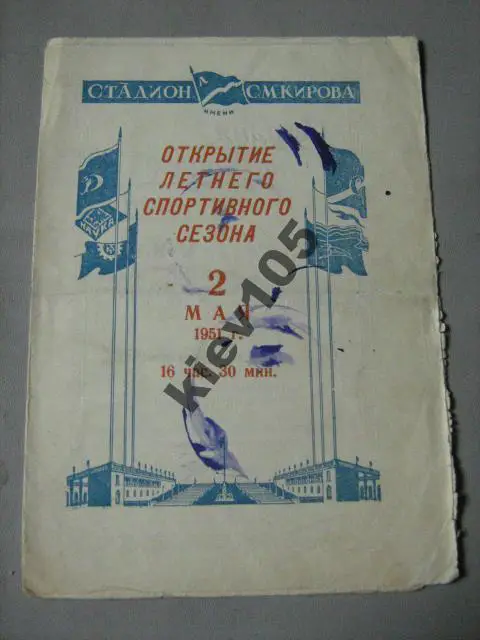 СТАДИОН Л С.М.КИРОВА
ИМЕНИ
ОТКРЫТИЕ
ЛЕТНЕГО
СПОРТИВНОГО
СЕЗОНА
НАУКА
2
МАЯ
1951 г.
16 час. 30 мин.
kiev105